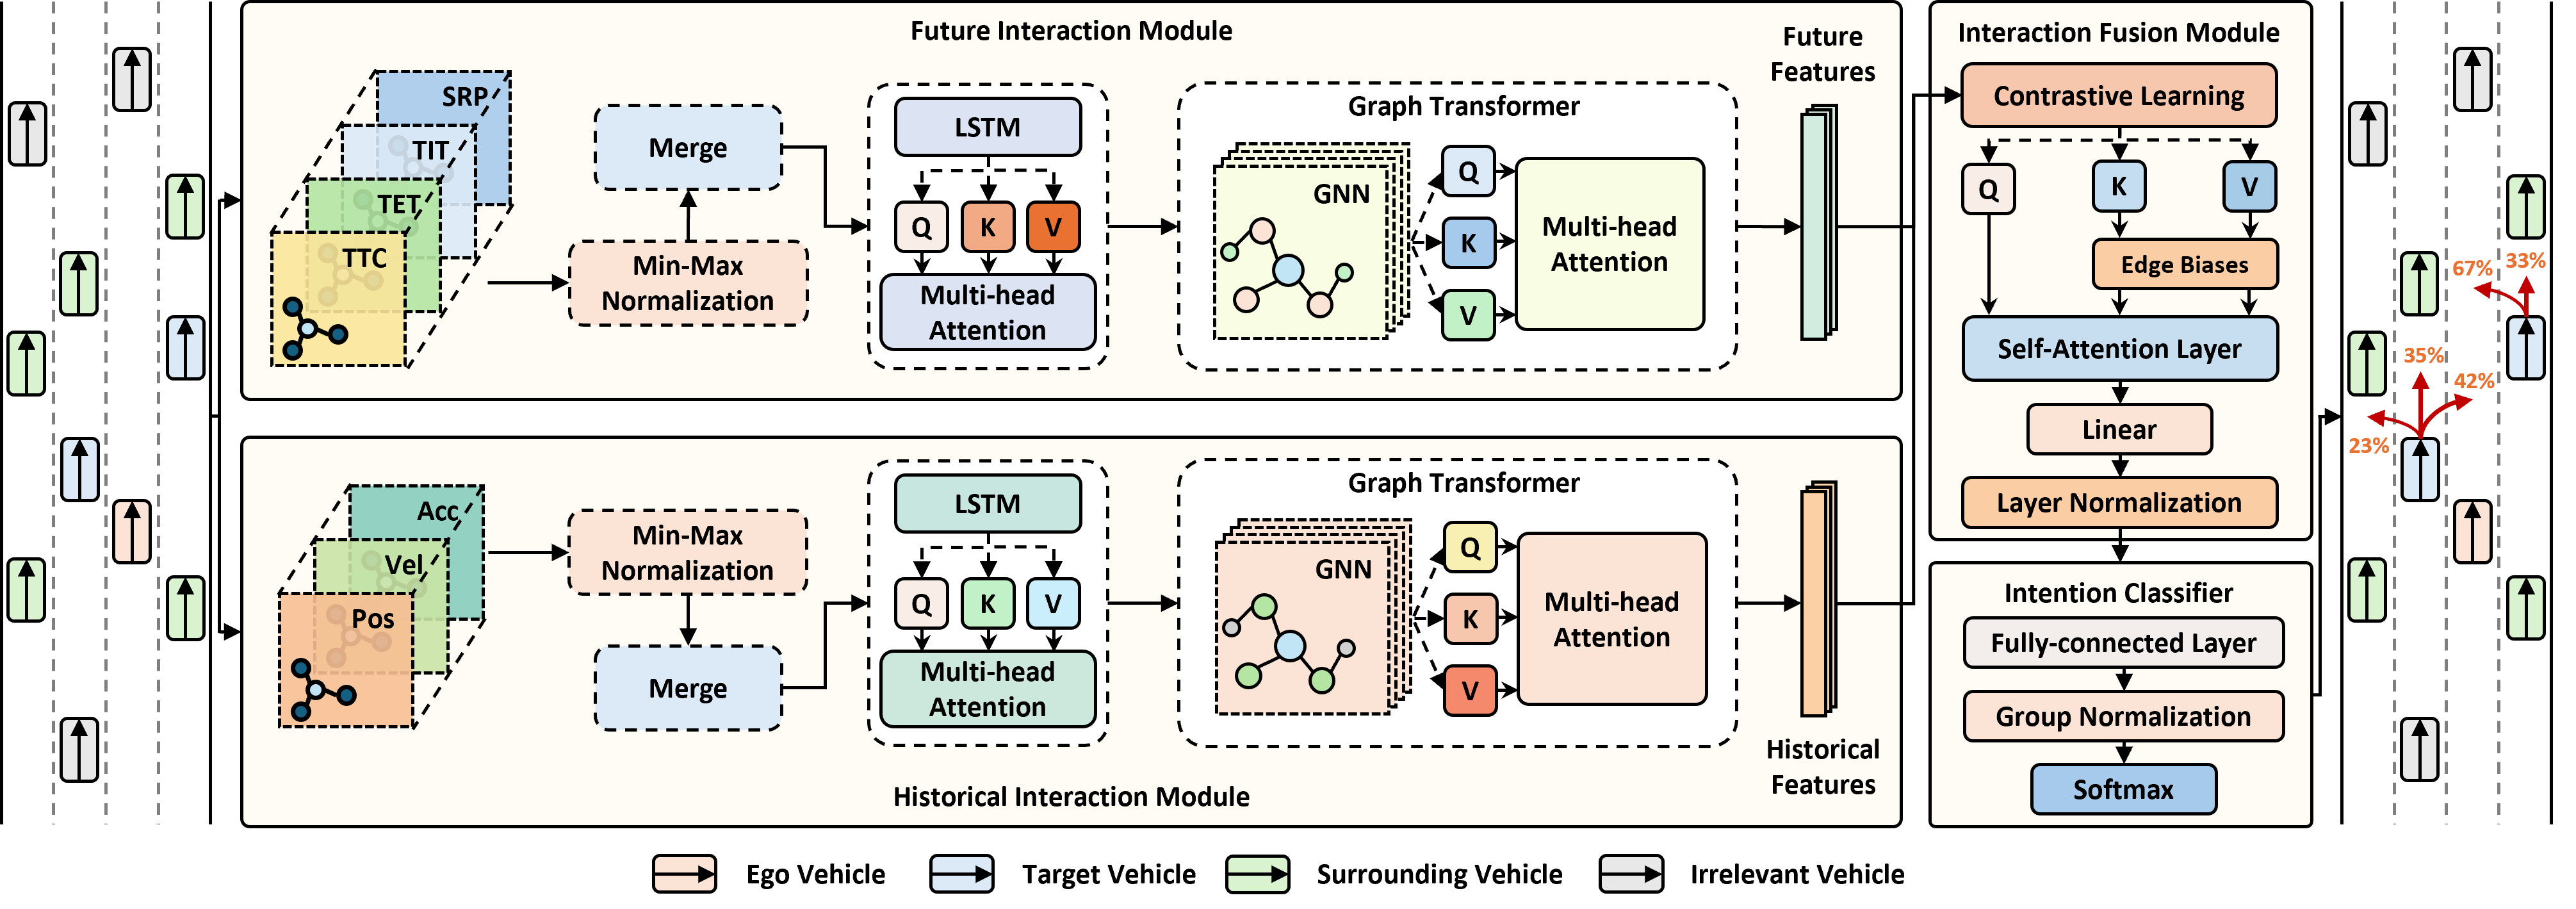 Future Interaction Module
SRP
TIT
TET
TTC
Merge
Min-Max
Normalization
LSTM
Q
K
V
Multi-head
Attention
Graph Transformer
GNN
Q
K
V
Multi-head
Attention
Future
Features
Historical Interaction Module
Acc
Vel
Pos
Min-Max
Normalization
Merge
LSTM
Q
K
V
Multi-head
Attention
Graph Transformer
GNN
Q
K
V
Multi-head
Attention
Historical
Features
Interaction Fusion Module
Contrastive Learning
Q
K
V
Edge Biases
Self-Attention Layer
Linear
Layer Normalization
Intention Classifier
Fully-connected Layer
Group Normalization
Softmax
67%
33%
35%
42%
23%
Ego Vehicle
Target Vehicle
Surrounding Vehicle
Irrelevant Vehicle